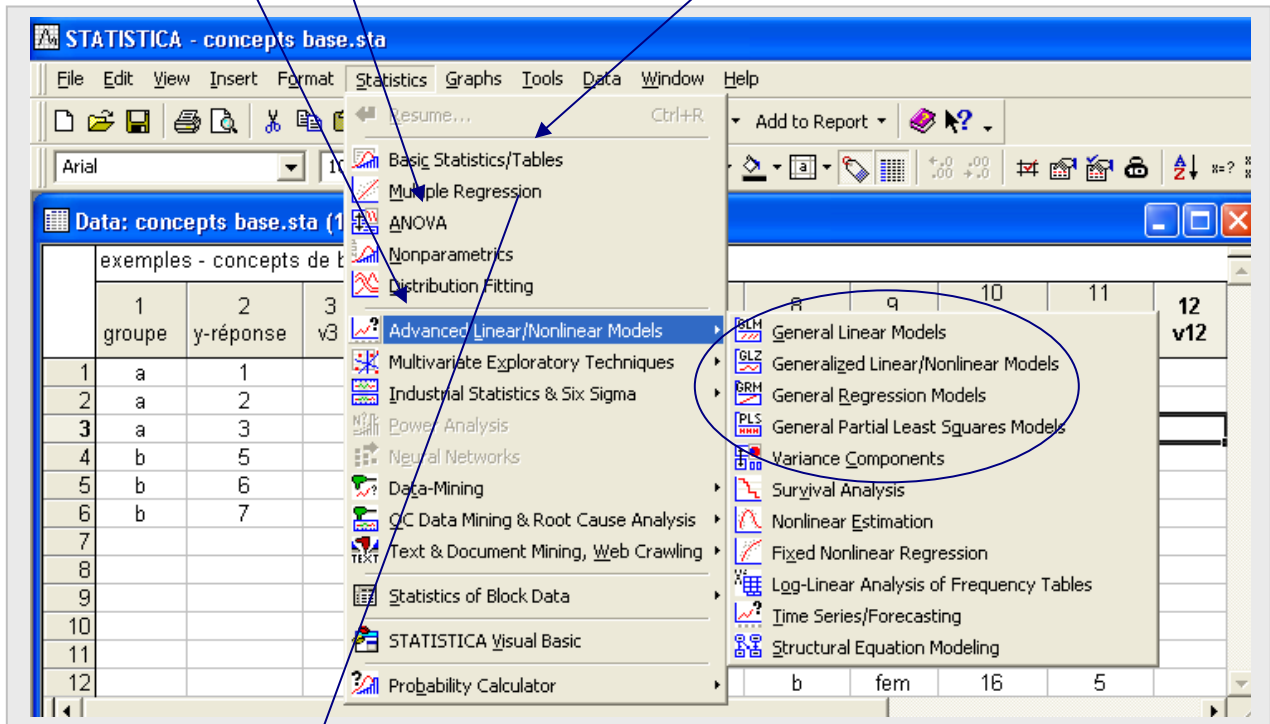 STATISTICA - concepts base.sta
File Edit View Insert Format Statistics Graphs Tools Data Window Help
Resume... Ctrl+R
Add to Report
Arial 10
Basic Statistics/Tables
Multiple Regression
Data: concepts base.sta (1
ANOVA
exemples - concepts de b
Nonparametrics
Distribution Fitting
1 2 3 8 9 10 11 12
groupe y-réponse v3 v12
Advanced Linear/Nonlinear Models
General Linear Models
Multivariate Exploratory Techniques
Generalized Linear/Nonlinear Models
Industrial Statistics & Six Sigma
General Regression Models
Power Analysis
General Partial Least Squares Models
Neural Networks
Variance Components
Data-Mining
Survival Analysis
QC Data Mining & Root Cause Analysis
Nonlinear Estimation
Text & Document Mining, Web Crawling
Fixed Nonlinear Regression
Log-Linear Analysis of Frequency Tables
Statistics of Block Data
Time Series/Forecasting
STATISTICA Visual Basic
Structural Equation Modeling
Probability Calculator
1 a 1
2 a 2
3 a 3
4 b 5
5 b 6
6 b 7
7
8
9
10
11
12 b fem 16 5